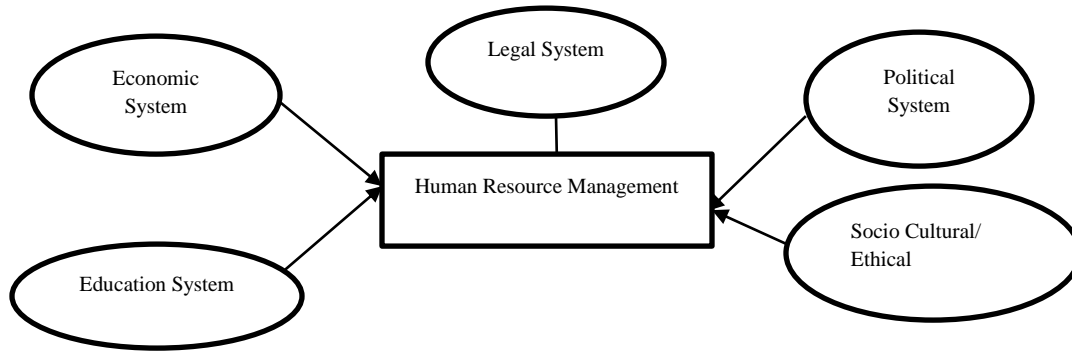 Legal System
Economic
System
Political
System
Human Resource Management
Socio Cultural/
Ethical
Education System